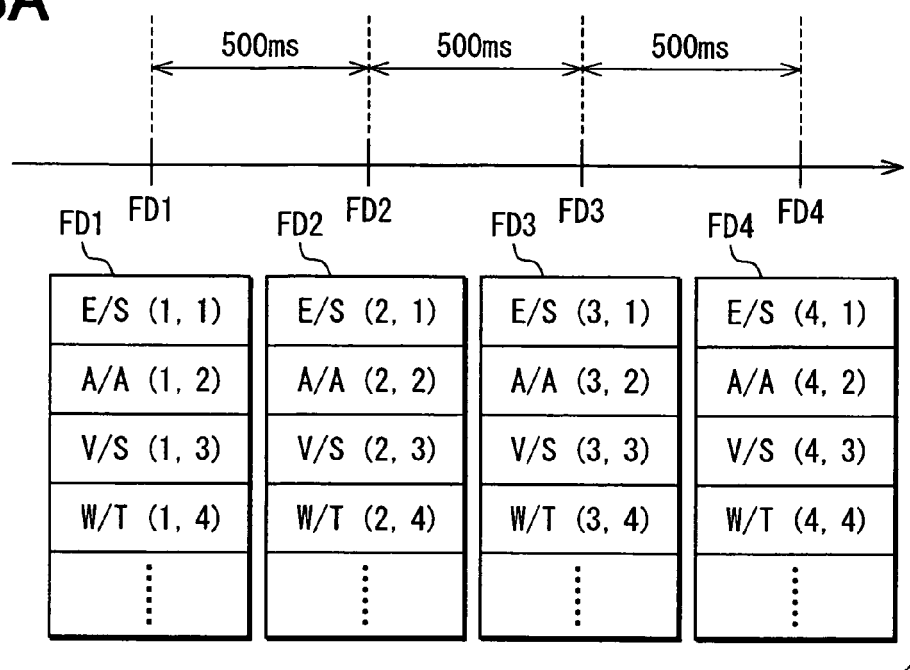 3A
500ms 500ms 500ms
FD1 FD2 FD3 FD4
FD1 FD2 FD3 FD4
E/S (1, 1) E/S (2, 1) E/S (3, 1) E/S (4, 1)
A/A (1, 2) A/A (2, 2) A/A (3, 2) A/A (4, 2)
V/S (1, 3) V/S (2, 3) V/S (3, 3) V/S (4, 3)
W/T (1, 4) W/T (2, 4) W/T (3, 4) W/T (4, 4)